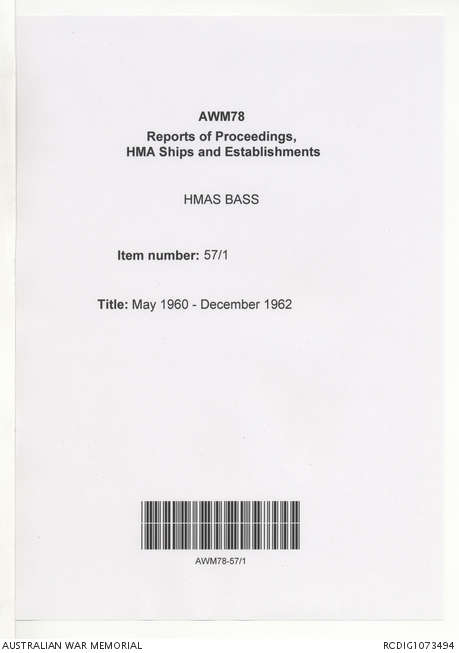 AWM78
Reports of Proceedings,
HMA Ships and Establishments
HMAS BASS
Item number: 57/1
Title: May 1960 - December 1962
AWM78-57/1
AUSTRALIAN WAR MEMORIAL
RCDIG1073494